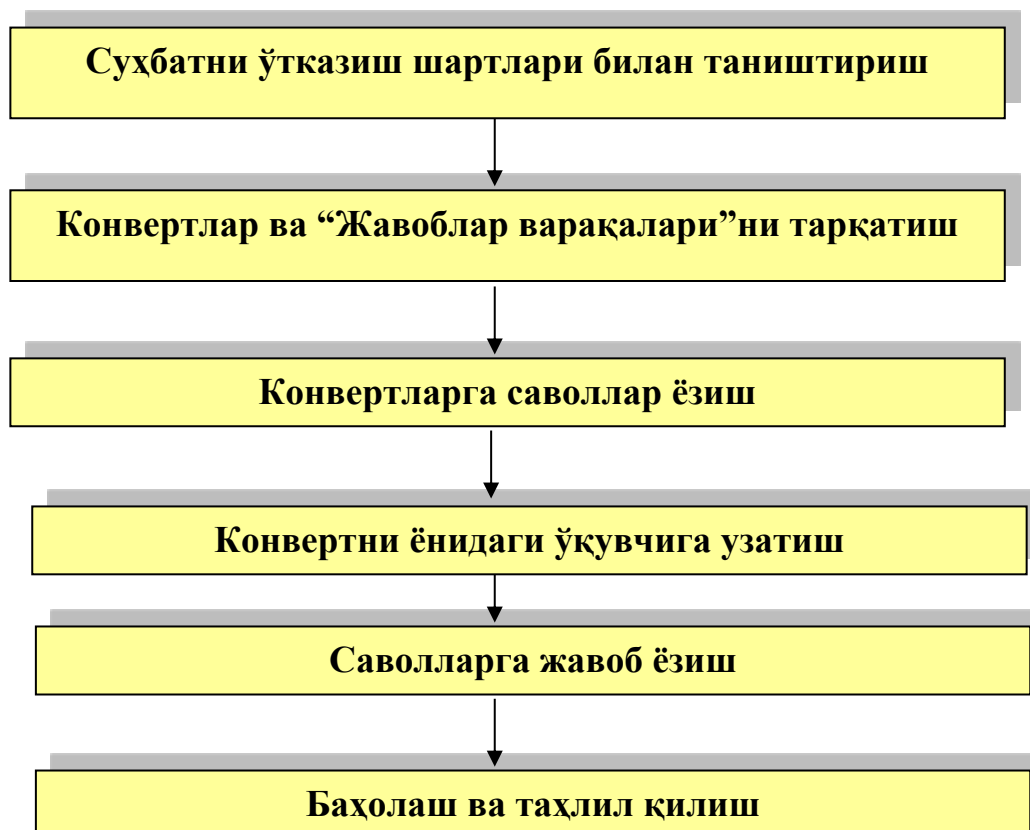 Суҳбатни ўтказиш шартлари билан таништириш
Конвертлар ва “Жавоблар варақалари”ни тарқатиш
Конвертларга саволлар ёзиш
Конвертни ёнидаги ўқувчига узатиш
Саволларга жавоб ёзиш
Баҳолаш ва таҳлил қилиш